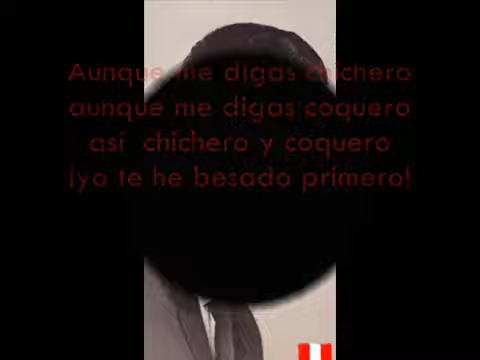 Aunque me digas chichero
aunque me digas coquero
así chichero y coquero
¡yo te he besado primero!